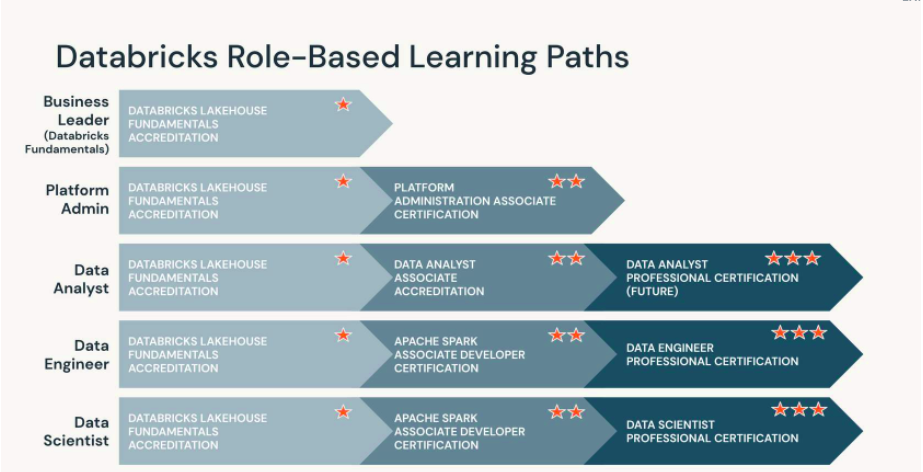 Databricks Role-Based Learning Paths
Business
Leader
(Databricks
Fundamentals)
DATABRICKS LAKEHOUSE
FUNDAMENTALS
ACCREDITATION
Platform
Admin
DATABRICKS LAKEHOUSE
FUNDAMENTALS
ACCREDITATION
PLATFORM
ADMINISTRATION ASSOCIATE
CERTIFICATION
Data
Analyst
DATABRICKS LAKEHOUSE
FUNDAMENTALS
ACCREDITATION
DATA ANALYST
ASSOCIATE
ACCREDITATION
DATA ANALYST
PROFESSIONAL CERTIFICATION
(FUTURE)
Data
Engineer
DATABRICKS LAKEHOUSE
FUNDAMENTALS
ACCREDITATION
APACHE SPARK
ASSOCIATE DEVELOPER
CERTIFICATION
DATA ENGINEER
PROFESSIONAL CERTIFICATION
Data
Scientist
DATABRICKS LAKEHOUSE
FUNDAMENTALS
ACCREDITATION
APACHE SPARK
ASSOCIATE DEVELOPER
CERTIFICATION
DATA SCIENTIST
PROFESSIONAL CERTIFICATION